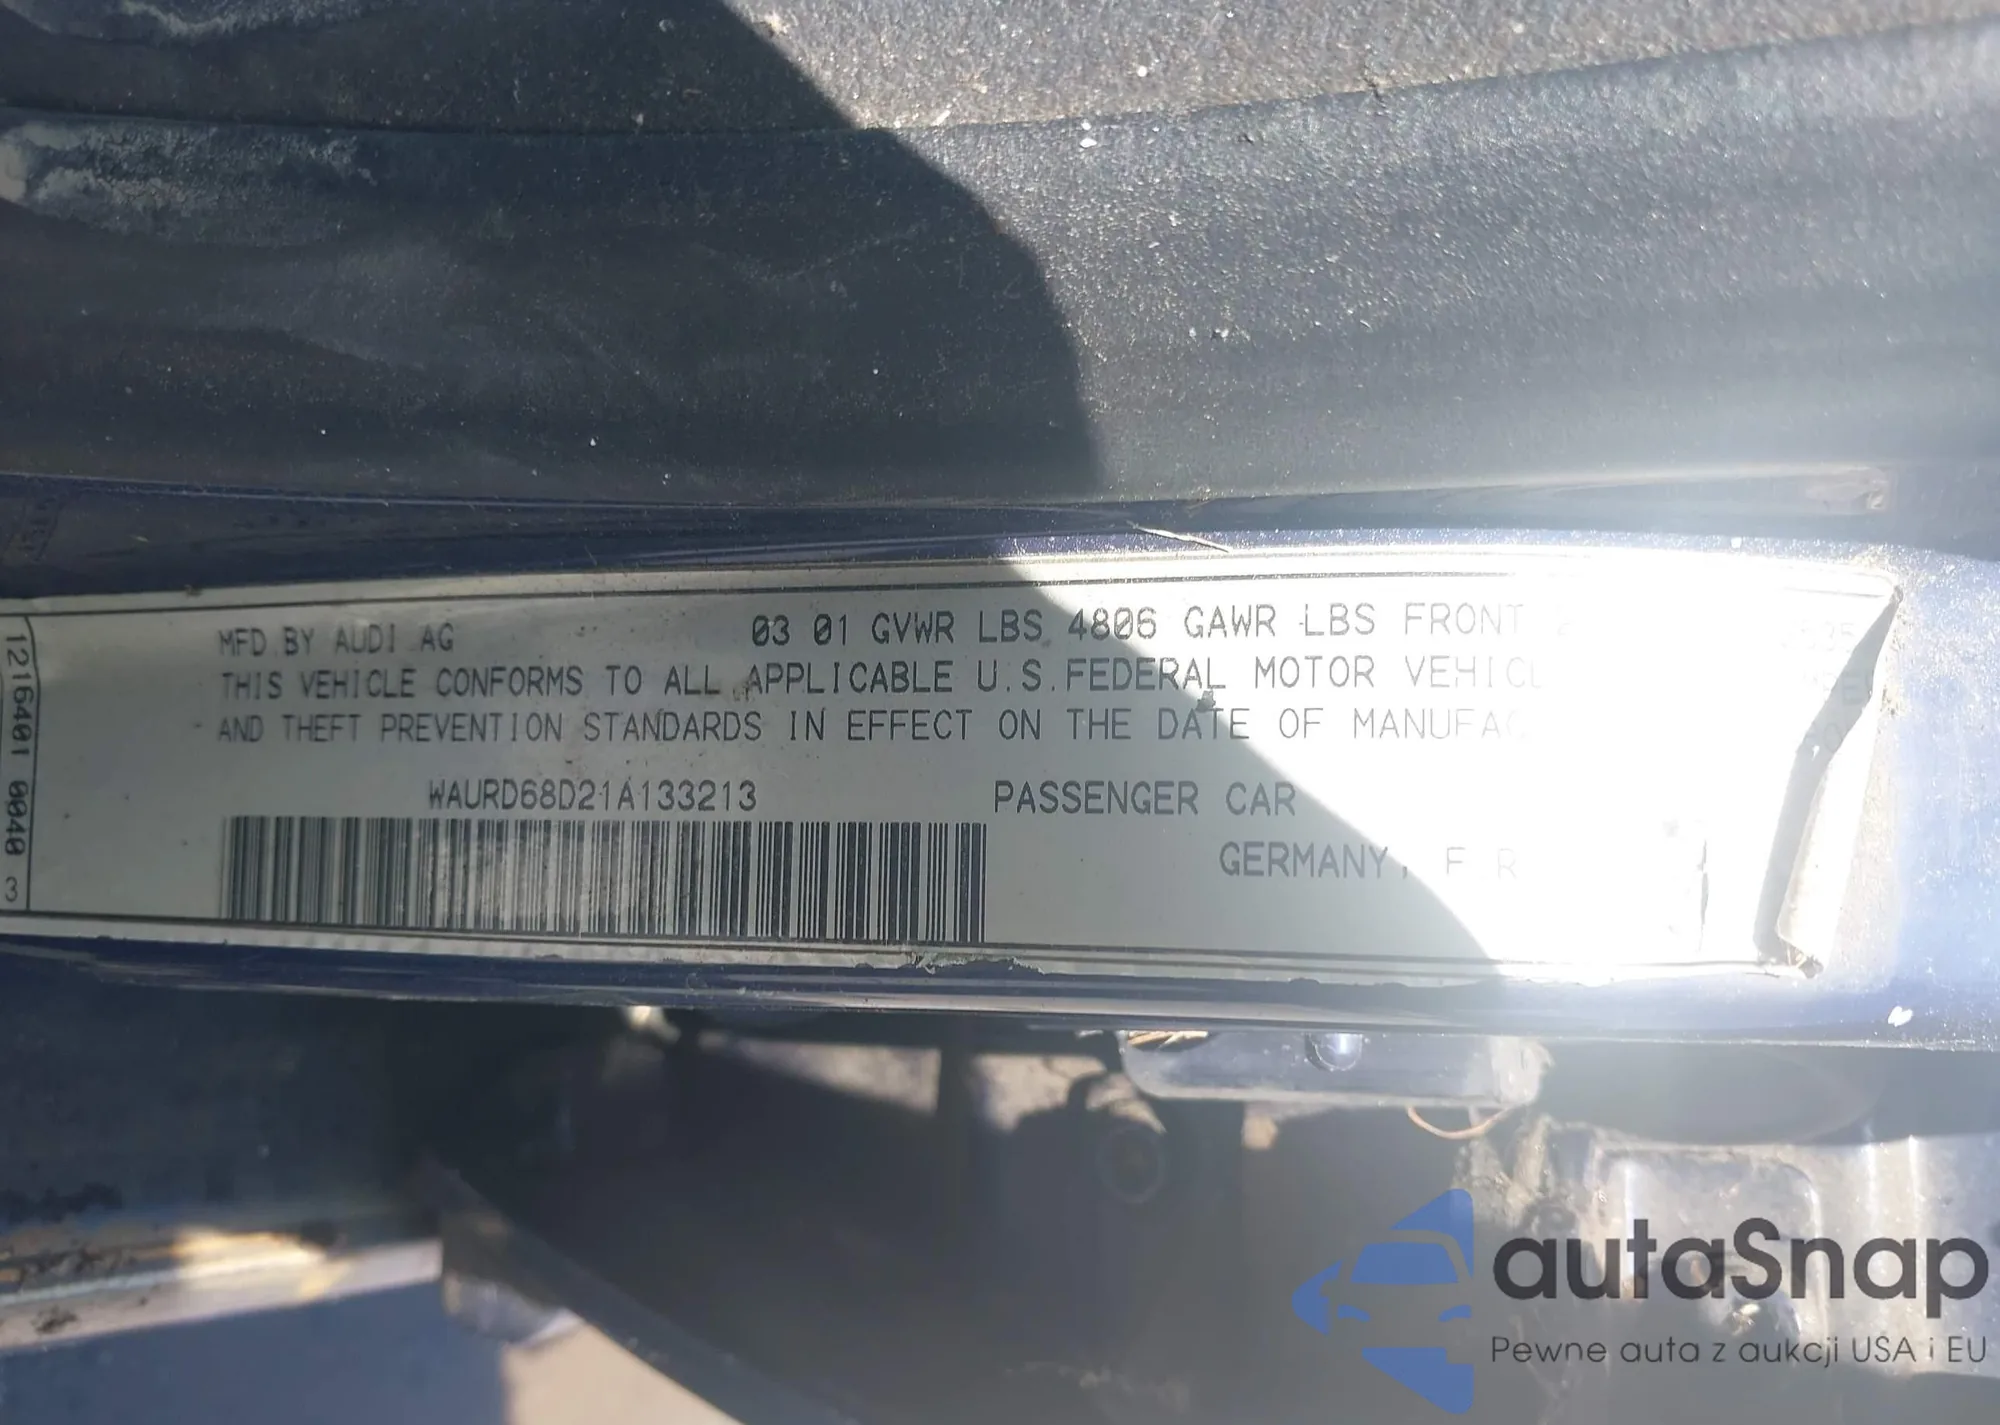 MFD BY AUDI AG 03 01 GVWR LBS 4806 GAWR LBS FRONT
THIS VEHICLE CONFORMS TO ALL APPLICABLE U.S.FEDERAL MOTOR
AND THEFT PREVENTION STANDARDS IN EFFECT ON THE DATE OF
WAURD68D21A133213 PASSENGER CAR
GERMANY,
1216401 0040 3
autaSnap
Pewne auta z aukcji USA i EU